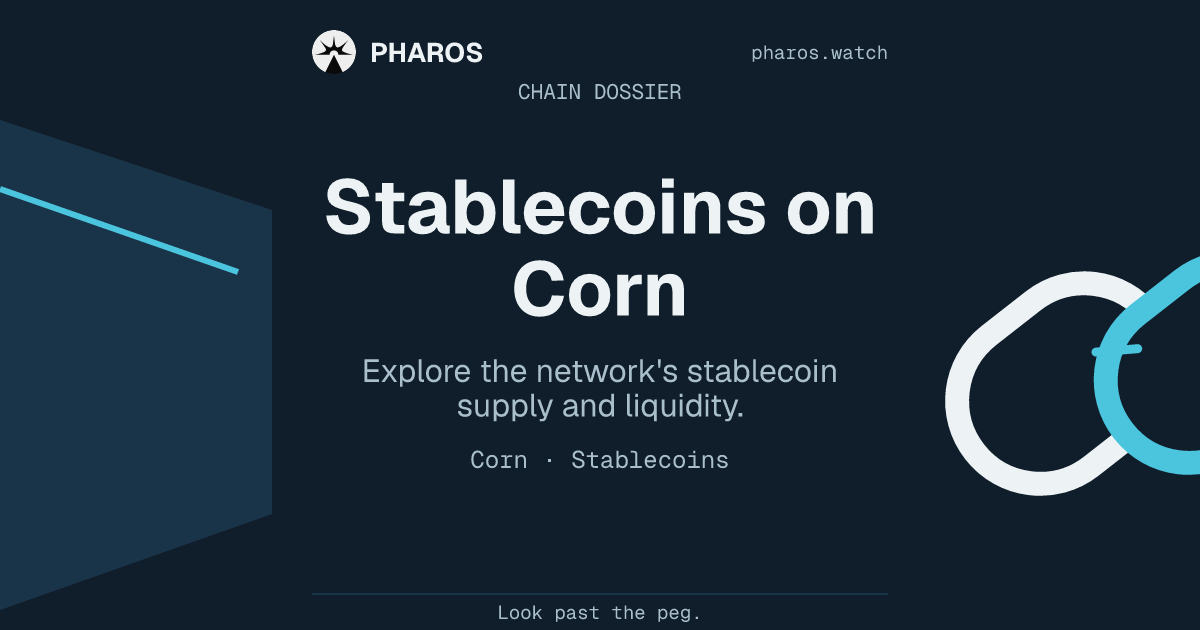 PHAROS
pharos.watch
CHAIN DOSSIER
Stablecoins on
Corn
Explore the network's stablecoin
supply and liquidity.
Corn · Stablecoins
Look past the peg.